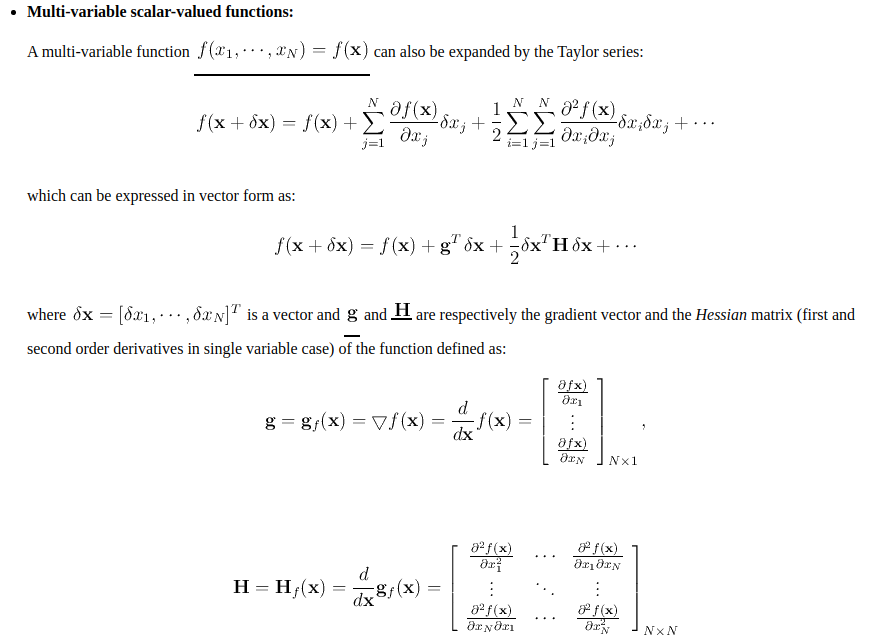 • Multi-variable scalar-valued functions:
A multi-variable function $f(x_1, \cdots, x_N) = f(\mathbf{x})$ can also be expanded by the Taylor series:
$f(\mathbf{x} + \delta\mathbf{x}) = f(\mathbf{x}) + \sum_{j=1}^{N} \frac{\partial f(\mathbf{x})}{\partial x_j} \delta x_j + \frac{1}{2} \sum_{i=1}^{N} \sum_{j=1}^{N} \frac{\partial^2 f(\mathbf{x})}{\partial x_i \partial x_j} \delta x_i \delta x_j + \cdots$
which can be expressed in vector form as:
$f(\mathbf{x} + \delta\mathbf{x}) = f(\mathbf{x}) + \mathbf{g}^T \delta\mathbf{x} + \frac{1}{2} \delta\mathbf{x}^T \mathbf{H} \, \delta\mathbf{x} + \cdots$
where $\delta\mathbf{x} = [\delta x_1, \cdots, \delta x_N]^T$ is a vector and $\mathbf{g}$ and $\mathbf{H}$ are respectively the gradient vector and the Hessian matrix (first and
second order derivatives in single variable case) of the function defined as:
$\mathbf{g} = \mathbf{g}_f(\mathbf{x}) = \bigtriangledown f(\mathbf{x}) = \frac{d}{d\mathbf{x}} f(\mathbf{x}) = \left[ \begin{array}{c} \frac{\partial f\mathbf{x})}{\partial x_1} \\ \vdots \\ \frac{\partial f\mathbf{x})}{\partial x_N} \end{array} \right]_{N \times 1},$
$\mathbf{H} = \mathbf{H}_f(\mathbf{x}) = \frac{d}{d\mathbf{x}} \mathbf{g}_f(\mathbf{x}) = \left[ \begin{array}{ccc} \frac{\partial^2 f(\mathbf{x})}{\partial x_1^2} & \cdots & \frac{\partial^2 f(\mathbf{x})}{\partial x_1 \partial x_N} \\ \vdots & \ddots & \vdots \\ \frac{\partial^2 f(\mathbf{x})}{\partial x_N \partial x_1} & \cdots & \frac{\partial^2 f(\mathbf{x})}{\partial x_N^2} \end{array} \right]_{N \times N}$